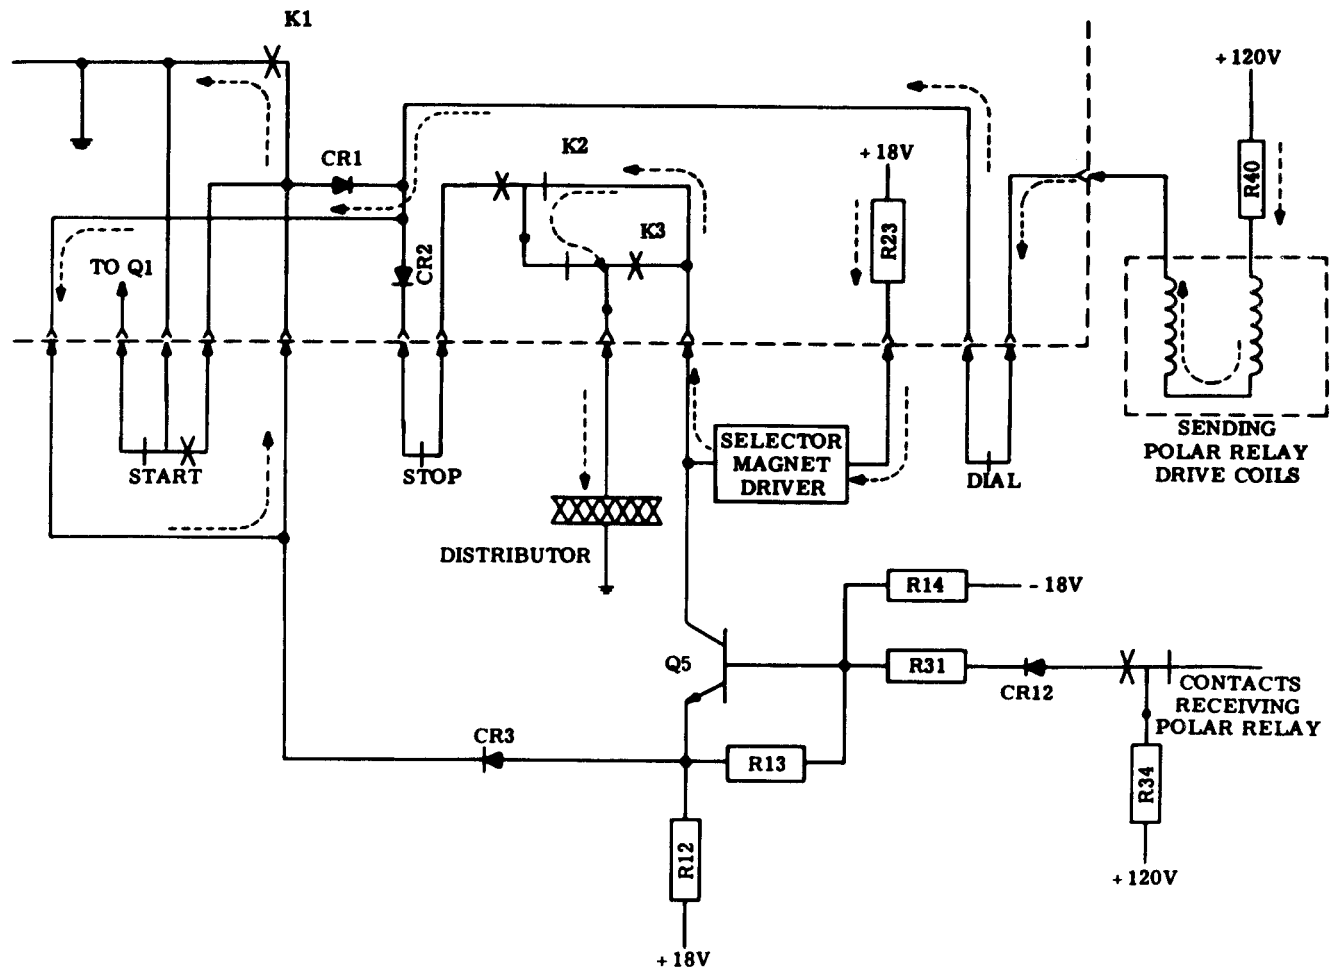 K1
+120V
K2
CR1
+18V
R40
K3
R23
CR2
TO Q1
START
STOP
SELECTOR
MAGNET
DRIVER
DIAL
SENDING
POLAR RELAY
DRIVE COILS
DISTRIBUTOR
R14
-18V
Q5
R31
CR12
CONTACTS
RECEIVING
POLAR RELAY
CR3
R13
R34
R12
+120V
+18V